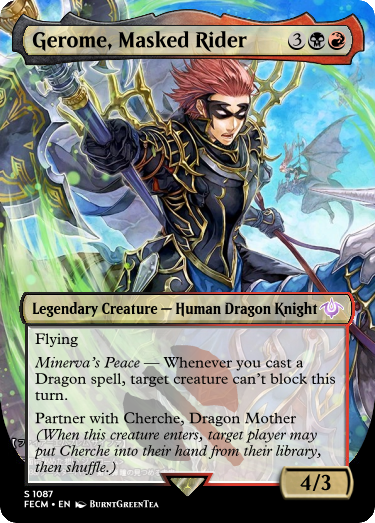 Gerome, Masked Rider 3
Legendary Creature — Human Dragon Knight
Flying
Minerva's Peace — Whenever you cast a
Dragon spell, target creature can't block this
turn.
Partner with Cherche, Dragon Mother
(When this creature enters, target player may
put Cherche into their hand from their library,
then shuffle.)
4/3
S 1087
FECM • EN BurntGreenTea